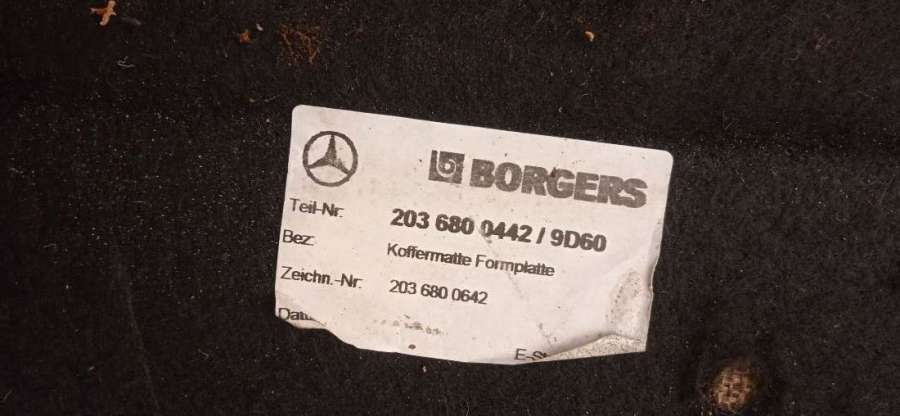 BORGERS
Teil-Nr. 203 680 0442 / 9D60
Bez: Koffermatte Formplatte
Zeichn.-Nr. 203 680 0642